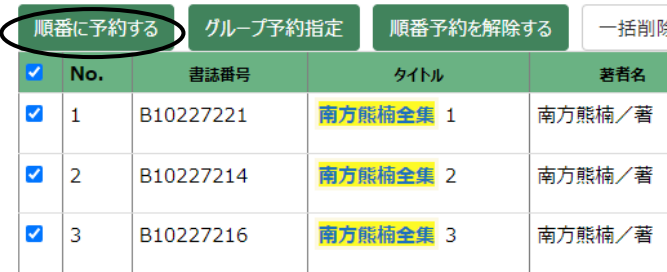 順番に予約する グループ予約指定 順番予約を解除する 一括削除
No. 書誌番号 タイトル 著者名
1 B10227221 南方熊楠全集 1 南方熊楠／著
2 B10227214 南方熊楠全集 2 南方熊楠／著
3 B10227216 南方熊楠全集 3 南方熊楠／著